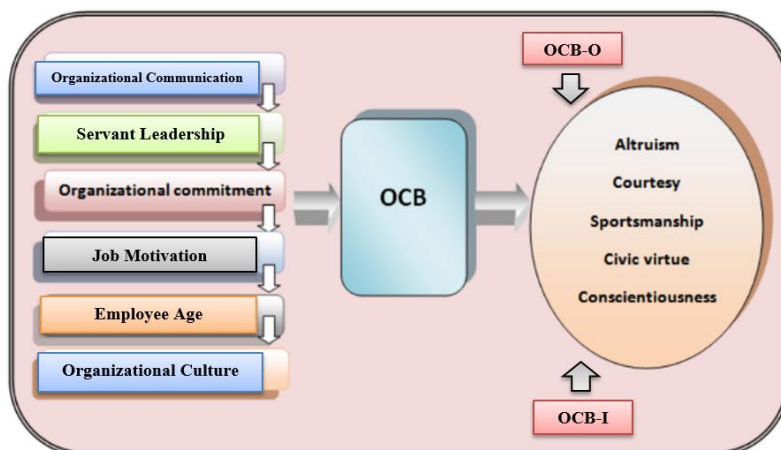 Organizational Communication
Servant Leadership
Organizational commitment
Job Motivation
Employee Age
Organizational Culture
OCB
OCB-O
Altruism
Courtesy
Sportsmanship
Civic virtue
Conscientiousness
OCB-I